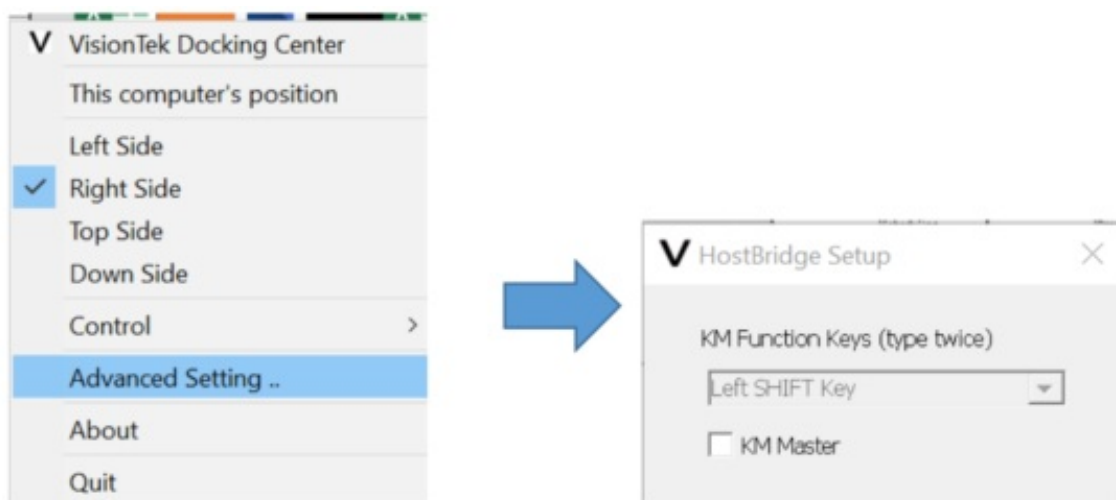 VisionTek Docking Center
This computer's position
Left Side
Right Side
Top Side
Down Side
Control
Advanced Setting ..
About
Quit
HostBridge Setup
KM Function Keys (type twice)
Left SHIFT Key
KM Master